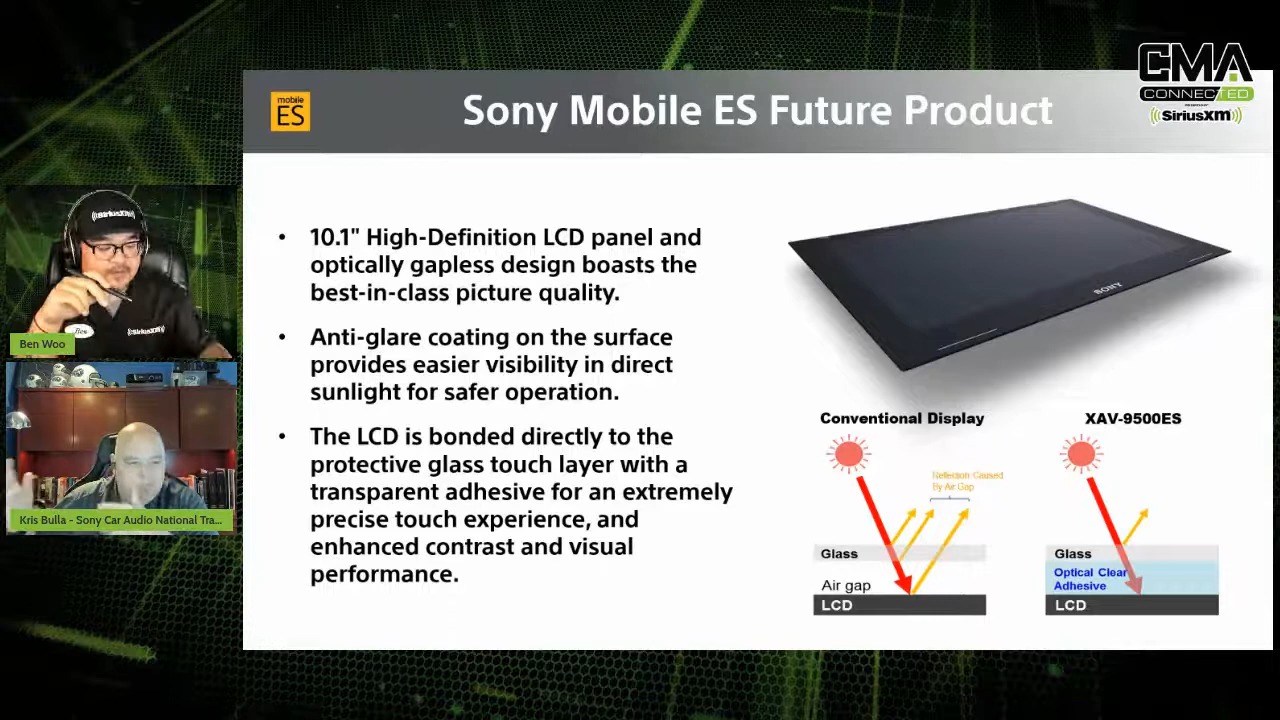 CMA
CONNECTED
SiriusXM
mobile
ES
Sony Mobile ES Future Product
10.1" High-Definition LCD panel and
optically gapless design boasts the
best-in-class picture quality.
Anti-glare coating on the surface
provides easier visibility in direct
sunlight for safer operation.
The LCD is bonded directly to the
protective glass touch layer with a
transparent adhesive for an extremely
precise touch experience, and
enhanced contrast and visual
performance.
SONY
Conventional Display
Reflection Caused
By Air Gap
Glass
Air gap
LCD
XAV-9500ES
Glass
Optical Clear
Adhesive
LCD
SiriusXM
Ben
SiriusXM
Ben Woo
Kris Bulla - Sony Car Audio National Tra...